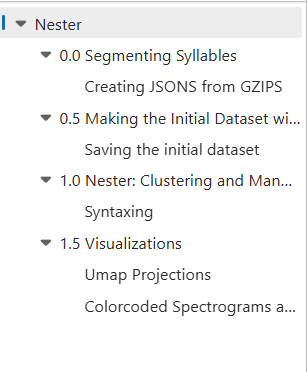 Nester
0.0 Segmenting Syllables
Creating JSONS from GZIPS
0.5 Making the Initial Dataset wi...
Saving the initial dataset
1.0 Nester: Clustering and Man...
Syntaxing
1.5 Visualizations
Umap Projections
Colorcoded Spectrograms a...